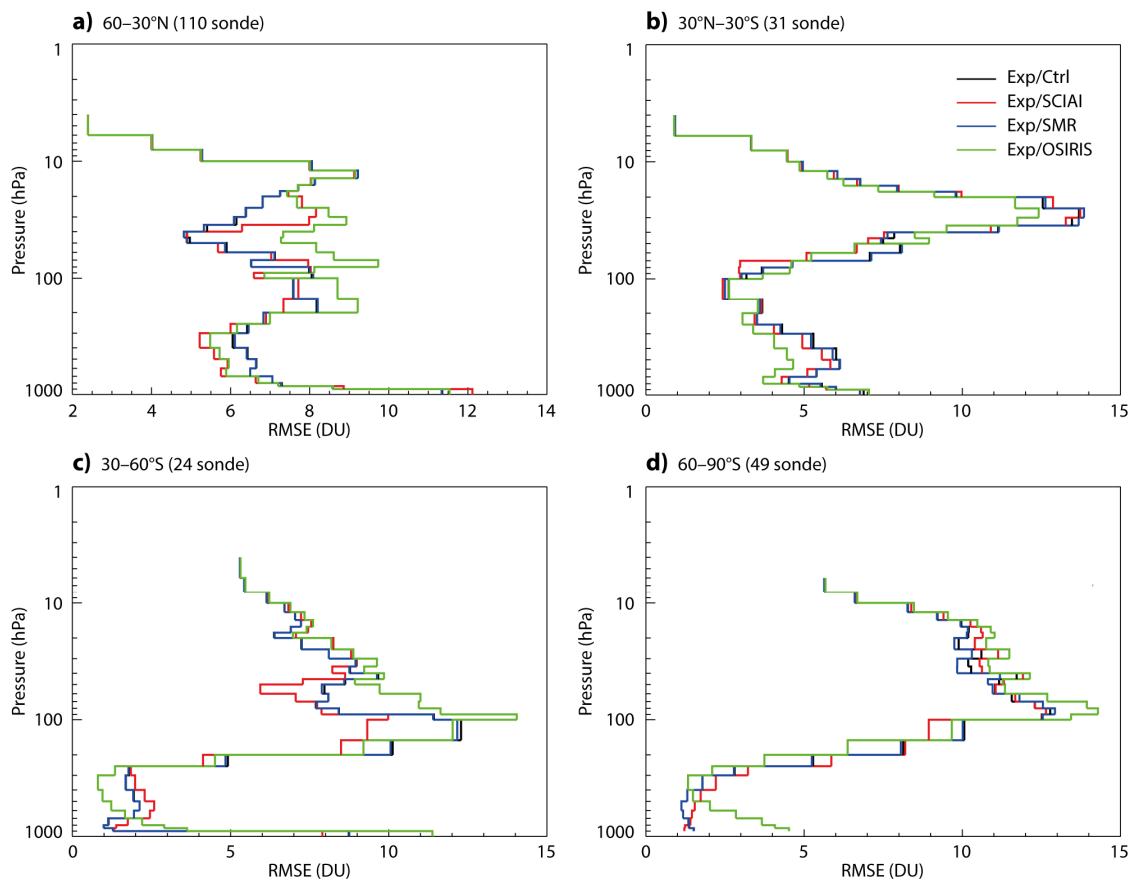 a) 60–30°N (110 sonde)
1
10
100
1000
Pressure (hPa)
2 4 6 8 10 12 14
RMSE (DU)
b) 30°N–30°S (31 sonde)
Exp/Ctrl
Exp/SCIAI
Exp/SMR
Exp/OSIRIS
1
10
100
1000
Pressure (hPa)
0 5 10 15
RMSE (DU)
c) 30–60°S (24 sonde)
1
10
100
1000
Pressure (hPa)
0 5 10 15
RMSE (DU)
d) 60–90°S (49 sonde)
1
10
100
1000
Pressure (hPa)
0 5 10 15
RMSE (DU)